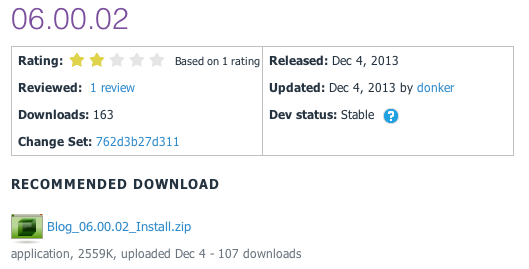 06.00.02
Rating: Based on 1 rating
Released: Dec 4, 2013
Reviewed: 1 review
Updated: Dec 4, 2013 by donker
Downloads: 163
Dev status: Stable ?
Change Set: 762d3b27d311
RECOMMENDED DOWNLOAD
Blog_06.00.02_Install.zip
application, 2559K, uploaded Dec 4 - 107 downloads